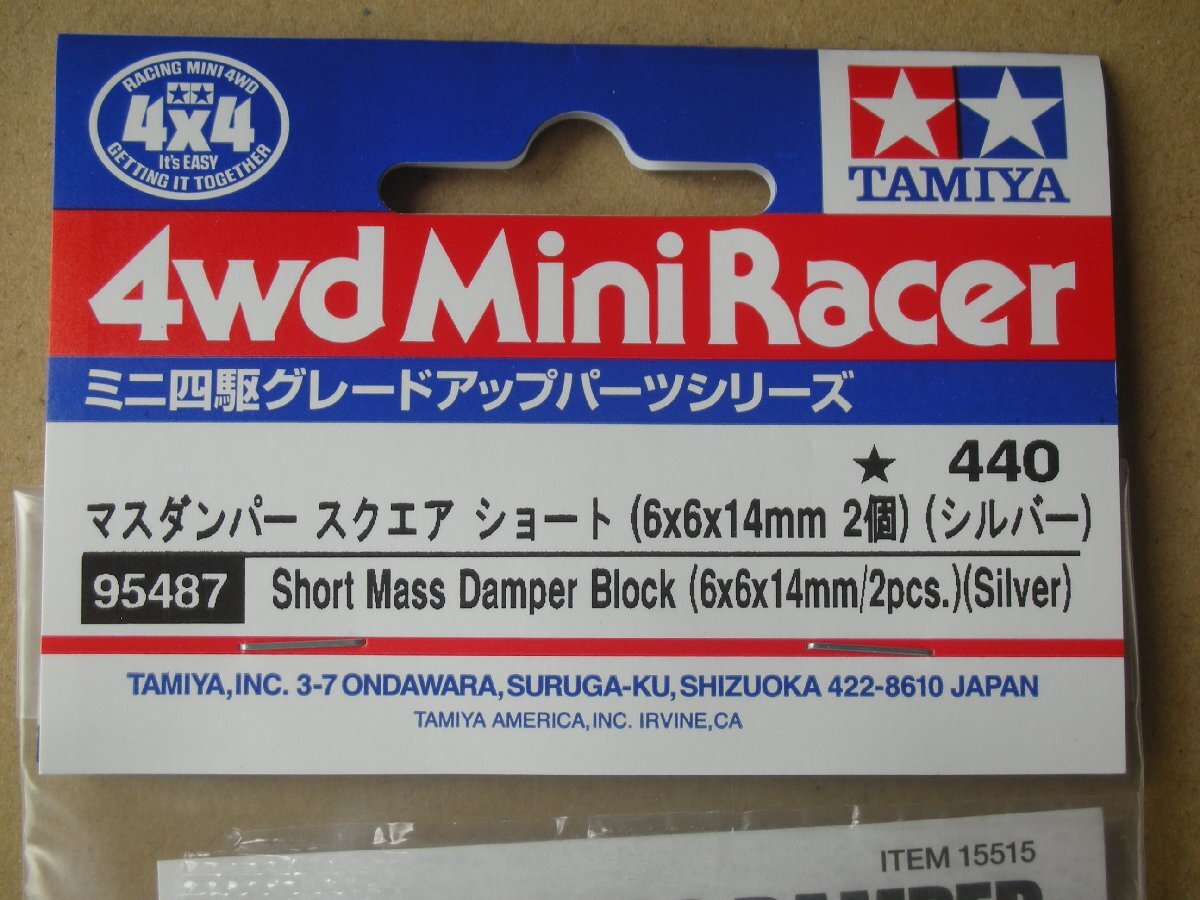 RACING MINI 4WD
4x4
It's EASY
GETTING IT TOGETHER
TAMIYA
4wd Mini Racer
ミニ四駆グレードアップパーツシリーズ
★ 440
マスダンパー スクエア ショート (6x6x14mm 2個) (シルバー)
95487 Short Mass Damper Block (6x6x14mm/2pcs.)(Silver)
TAMIYA,INC. 3-7 ONDAWARA,SURUGA-KU,SHIZUOKA 422-8610 JAPAN
TAMIYA AMERICA,INC. IRVINE,CA
ITEM 15515
DAMPER